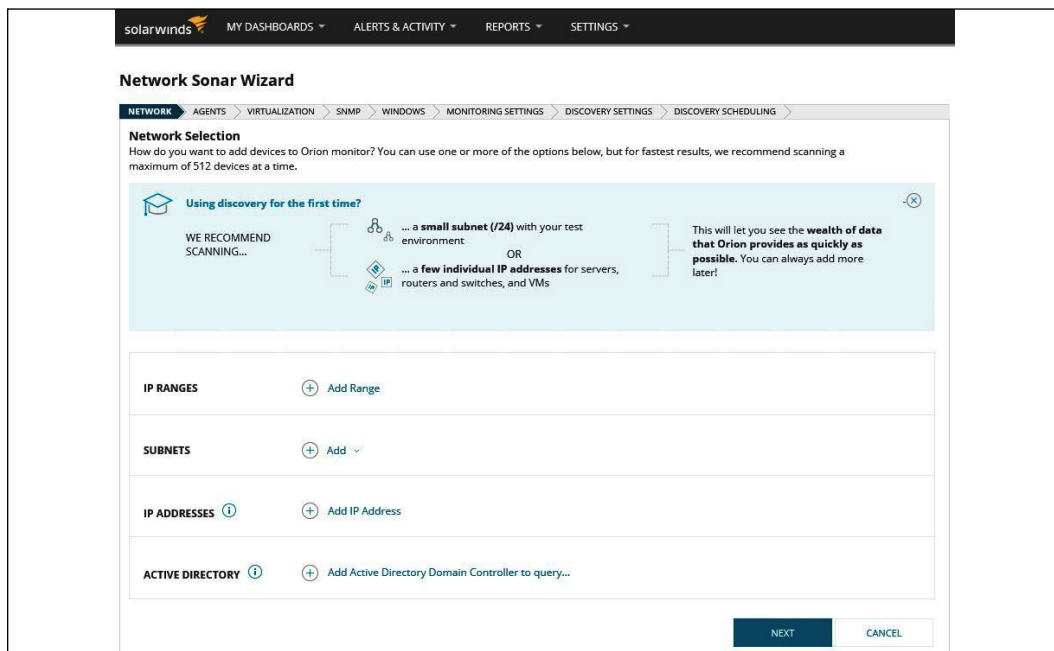 solarwinds MY DASHBOARDS ALERTS & ACTIVITY REPORTS SETTINGS
Network Sonar Wizard
NETWORK AGENTS VIRTUALIZATION SNMP WINDOWS MONITORING SETTINGS DISCOVERY SETTINGS DISCOVERY SCHEDULING
Network Selection
How do you want to add devices to Orion monitor? You can use one or more of the options below, but for fastest results, we recommend scanning a
maximum of 512 devices at a time.
Using discovery for the first time?
WE RECOMMEND
SCANNING...
... a small subnet (/24) with your test
environment
OR
... a few individual IP addresses for servers,
IP routers and switches, and VMs
This will let you see the wealth of data
that Orion provides as quickly as
possible. You can always add more
later!
IP RANGES Add Range
SUBNETS Add
IP ADDRESSES Add IP Address
ACTIVE DIRECTORY Add Active Directory Domain Controller to query...
NEXT CANCEL